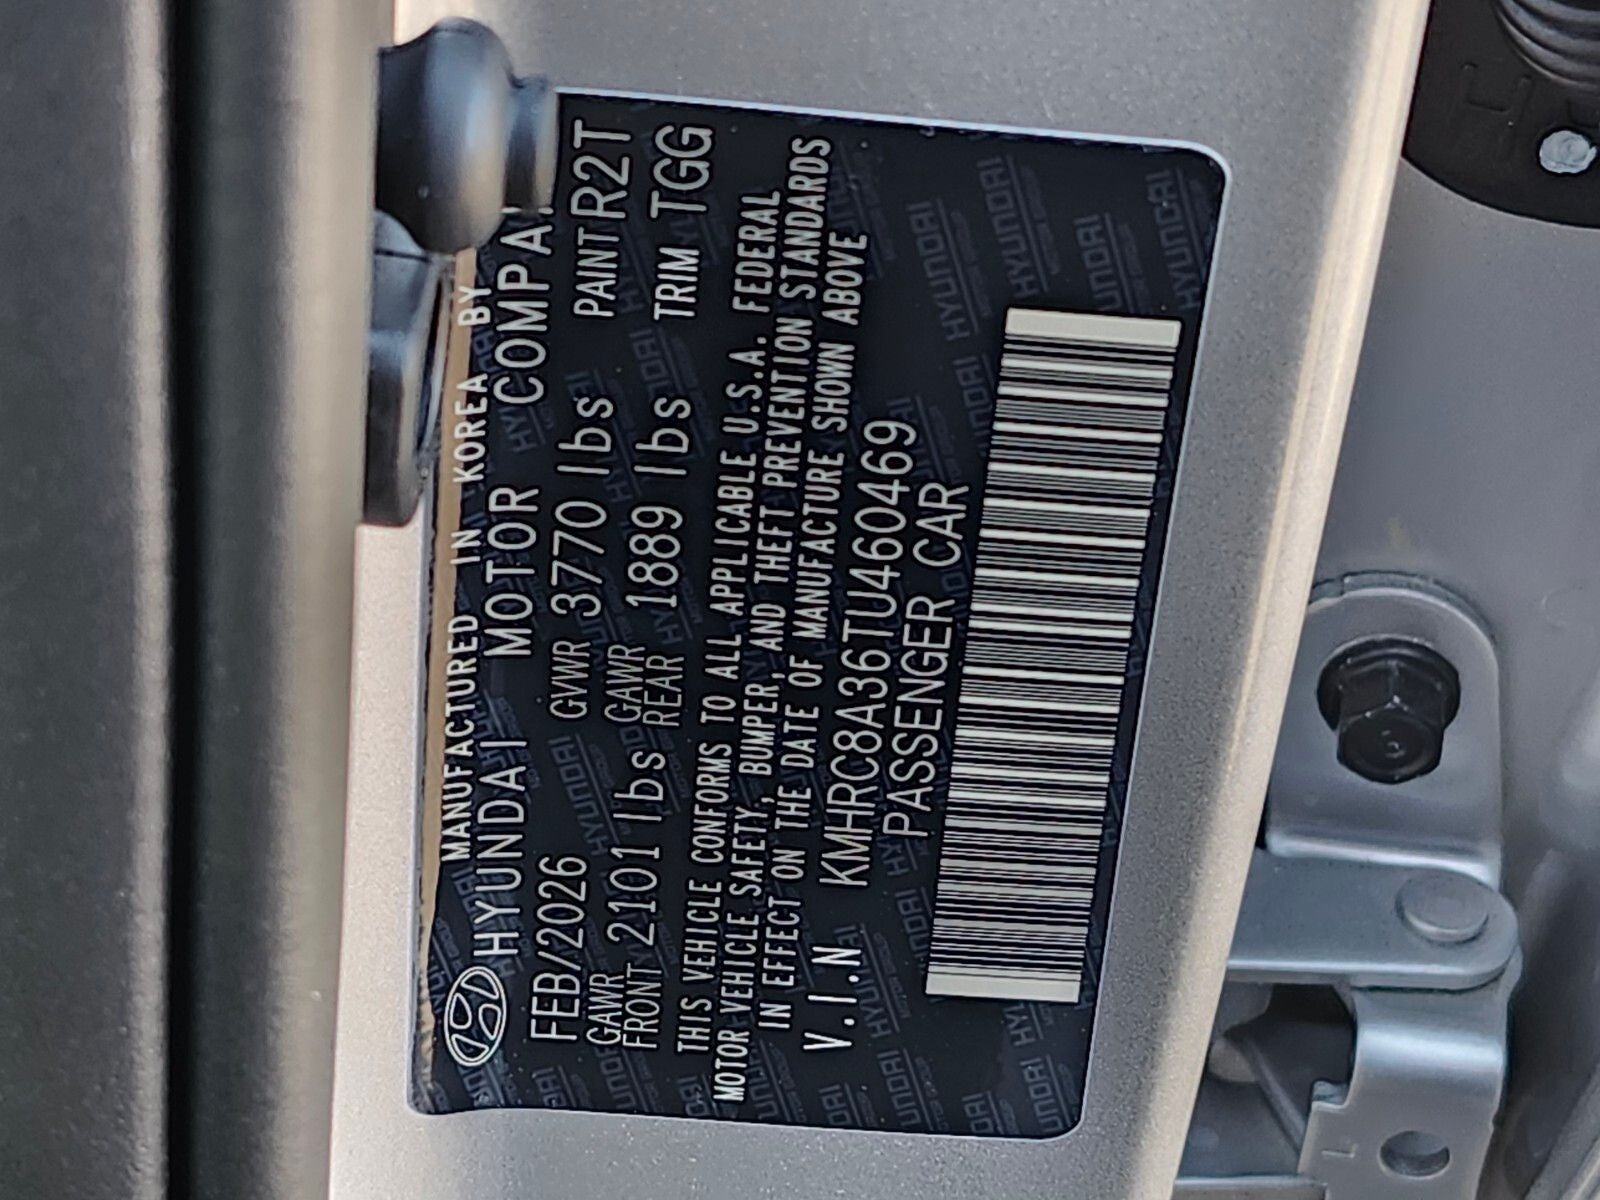 MANUFACTURED IN KOREA BY
HYUNDAI MOTOR COMPA
FEB/2026 GVWR 3770 lbs PAINT R2T
GAWR FRONT 2101 lbs GAWR REAR 1889 lbs TRIM TGG
THIS VEHICLE CONFORMS TO ALL APPLICABLE U.S.A. FEDERAL
MOTOR VEHICLE SAFETY, BUMPER, AND THEFT PREVENTION STANDARDS
IN EFFECT ON THE DATE OF MANUFACTURE SHOWN ABOVE
V.I.N KMHRC8A36TU460469
PASSENGER CAR